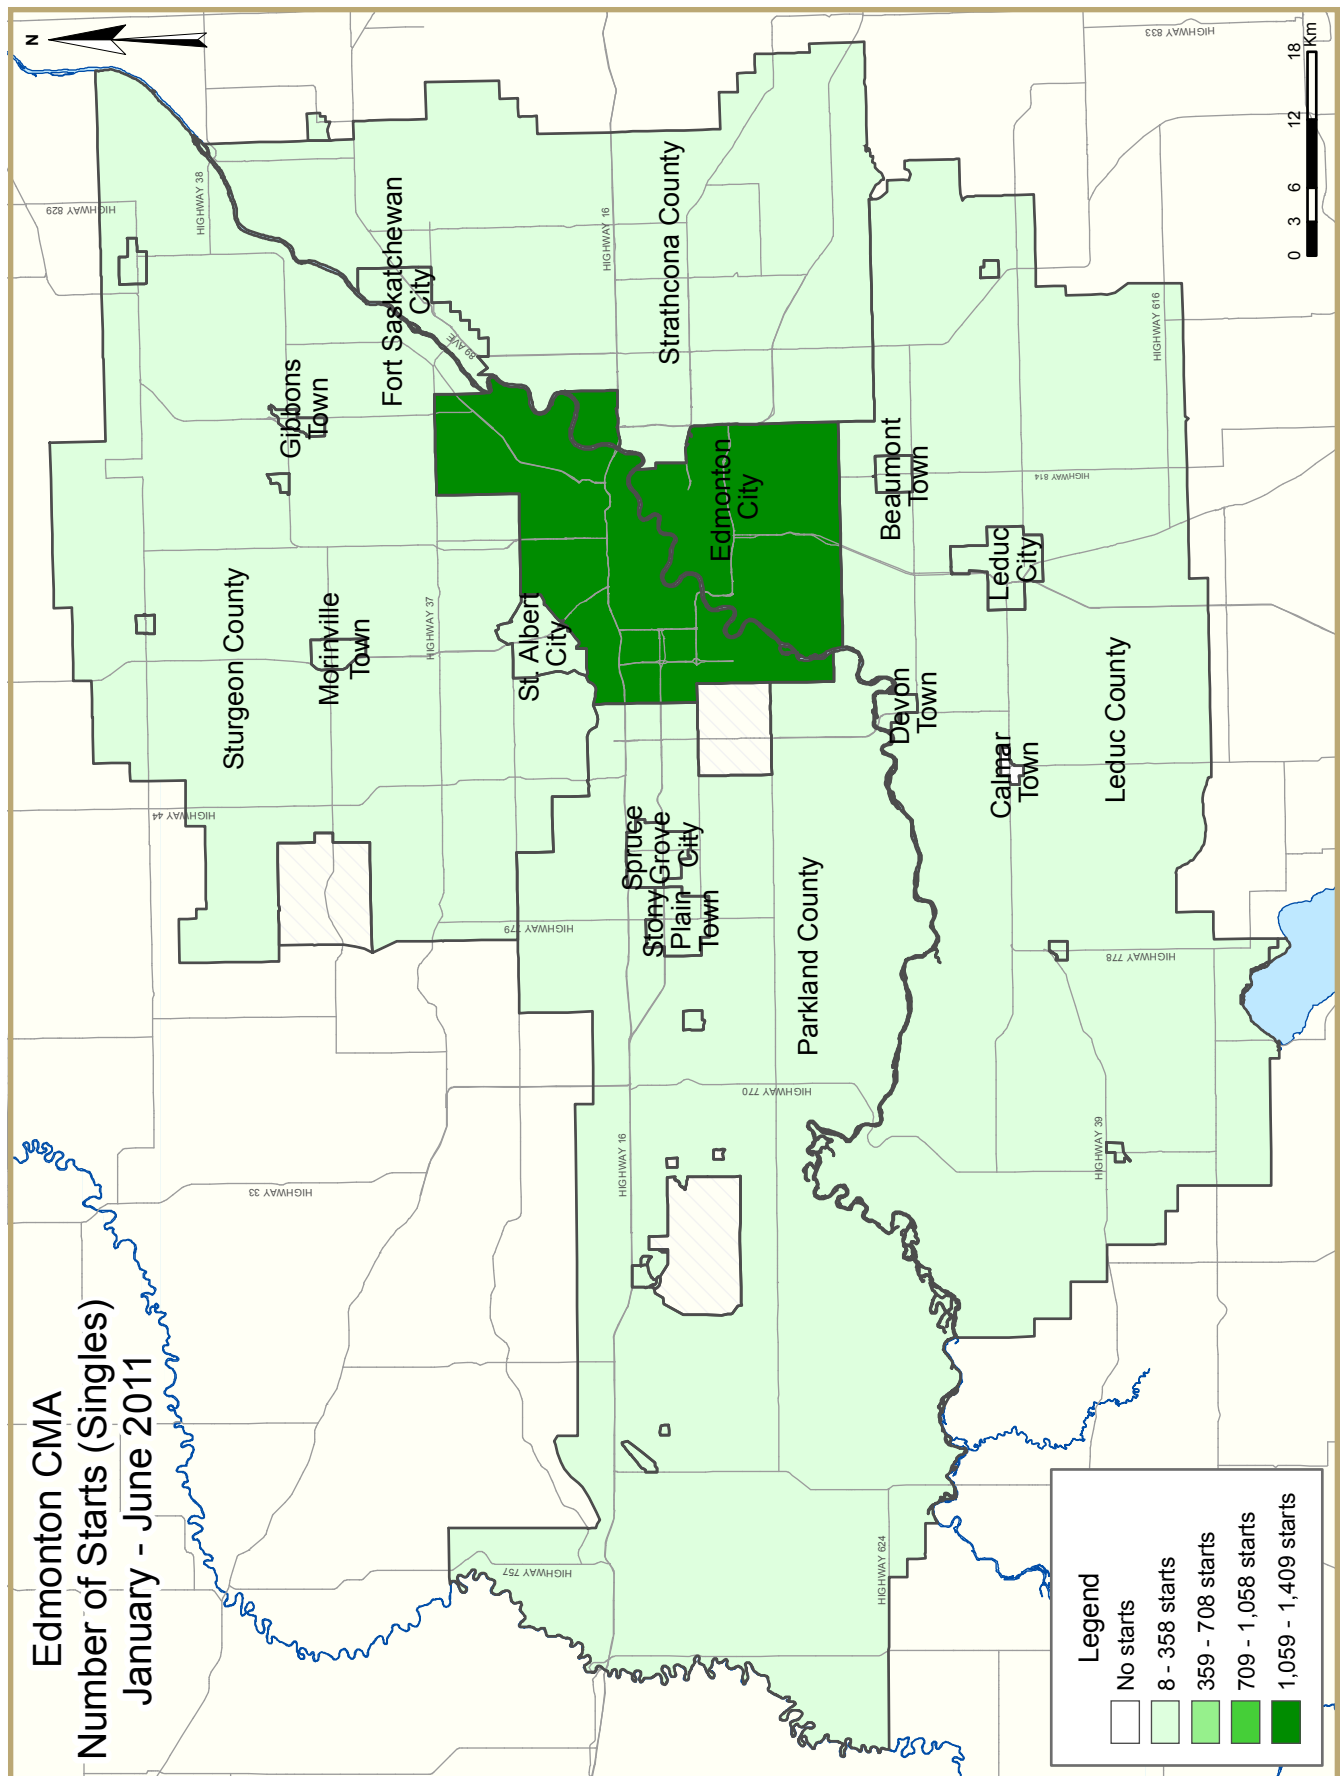 Edmonton CMA
Number of Starts (Singles)
January - June 2011
N
HIGHWAY 829
HIGHWAY 38
HIGHWAY 833
Gibbons
Town
Fort Saskatchewan
City
89 AVE
HIGHWAY 16
Strathcona County
Sturgeon County
Morinville
Town
HIGHWAY 37
HIGHWAY 44
St. Albert
City
Edmonton
City
Beaumont
Town
HIGHWAY 814
HIGHWAY 616
Leduc
City
Devon
Town
Calmar
Town
Leduc County
HIGHWAY 779
Spruce
Grove
City
Stony
Plain
Town
Parkland County
HIGHWAY 778
HIGHWAY 770
HIGHWAY 39
HIGHWAY 33
HIGHWAY 16
HIGHWAY 757
HIGHWAY 624
Legend
No starts
8 - 358 starts
359 - 708 starts
709 - 1,058 starts
1,059 - 1,409 starts
0 3 6 12 18
Km